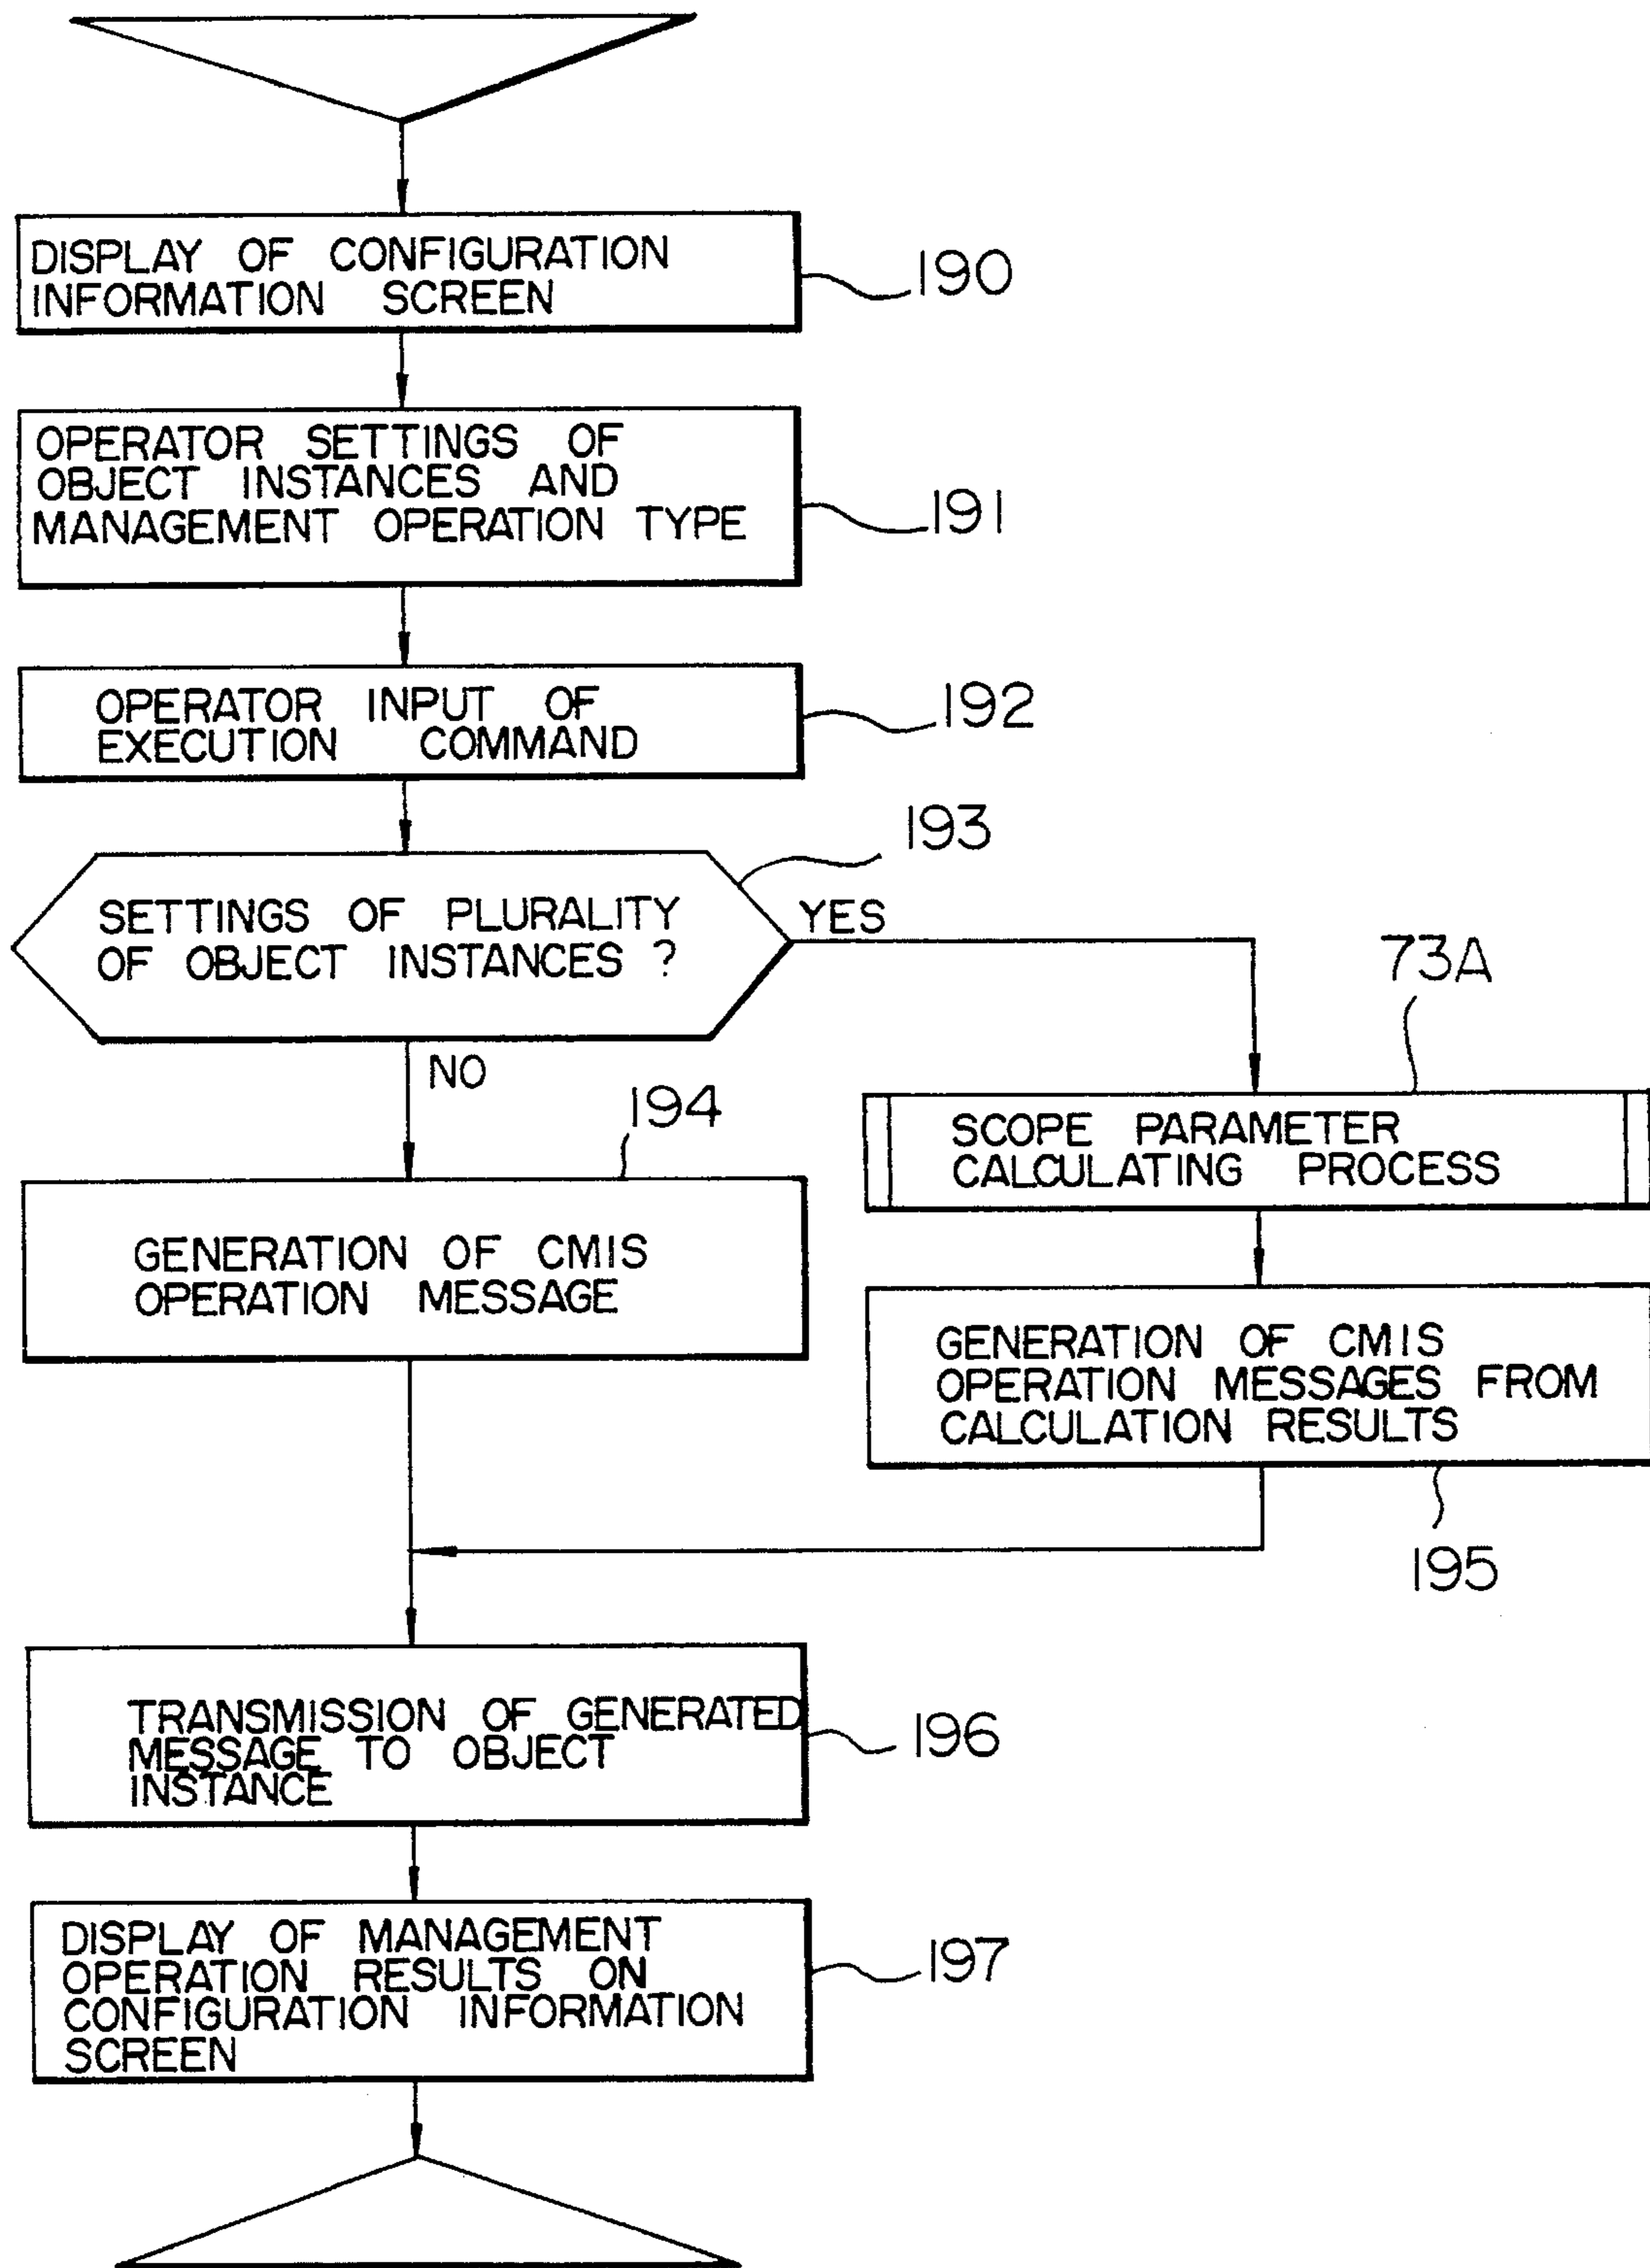 DISPLAY OF CONFIGURATION
INFORMATION SCREEN
190
OPERATOR SETTINGS OF
OBJECT INSTANCES AND
MANAGEMENT OPERATION TYPE
191
OPERATOR INPUT OF
EXECUTION COMMAND
192
193
SETTINGS OF PLURALITY
OF OBJECT INSTANCES ?
YES
NO
73A
SCOPE PARAMETER
CALCULATING PROCESS
194
GENERATION OF CMIS
OPERATION MESSAGE
GENERATION OF CMIS
OPERATION MESSAGES FROM
CALCULATION RESULTS
195
TRANSMISSION OF GENERATED
MESSAGE TO OBJECT
INSTANCE
196
DISPLAY OF MANAGEMENT
OPERATION RESULTS ON
CONFIGURATION INFORMATION
SCREEN
197